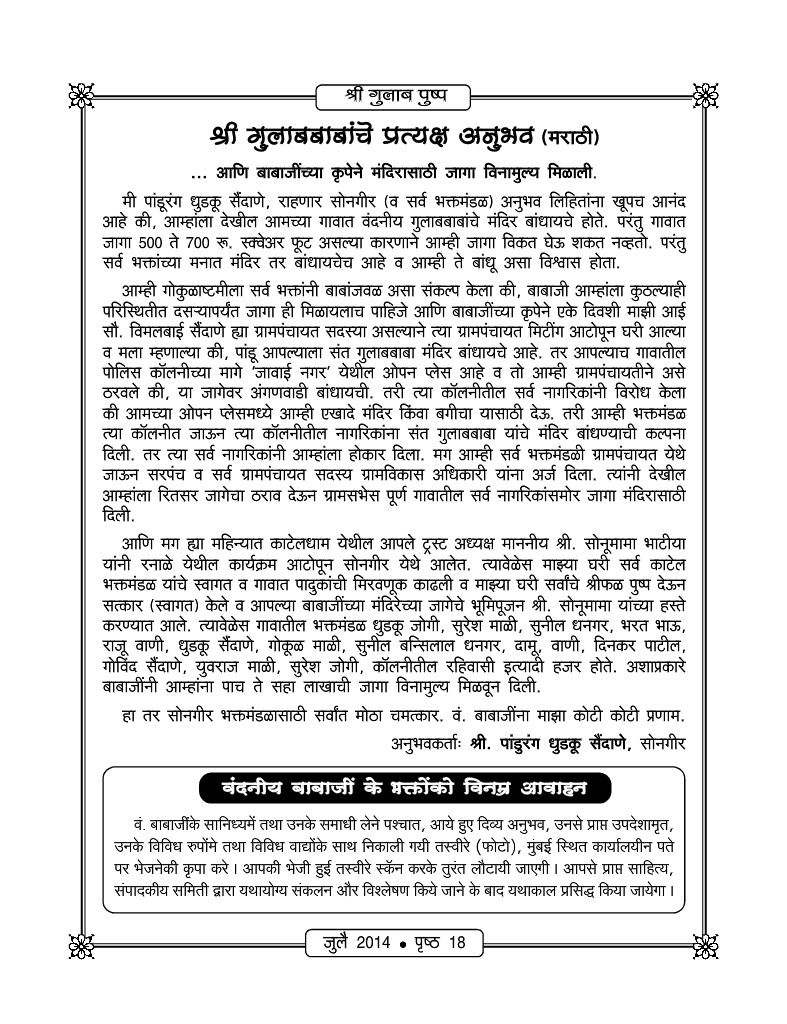 श्री गुलाब पुष्प
श्री गुलाबबाबांचे प्रत्यक्ष अनुभव (मराठी)
... आणि बाबाजींच्या कृपेने मंदिरासाठी जागा विनामुल्य मिळाली.
मी पांडूरंग धुडकू सैंदाणे, राहणार सोनगीर (व सर्व भक्तमंडळ) अनुभव लिहितांना खूपच आनंद
आहे की, आम्हांला देखील आमच्या गावात वंदनीय गुलाबबाबांचे मंदिर बांधायचे होते. परंतु गावात
जागा 500 ते 700 रू. स्क्वेअर फूट असल्या कारणाने आम्ही जागा विकत घेऊ शकत नव्हतो. परंतु
सर्व भक्तांच्या मनात मंदिर तर बांधायचेच आहे व आम्ही ते बांधू असा विश्वास होता.
आम्ही गोकुळाष्टमीला सर्व भक्तांनी बाबांजवळ असा संकल्प केला की, बाबाजी आम्हांला कुठल्याही
परिस्थितीत दसऱ्यापर्यंत जागा ही मिळायलाच पाहिजे आणि बाबाजींच्या कृपेने एके दिवशी माझी आई
सौ. विमलबाई सैंदाणे ह्या ग्रामपंचायत सदस्या असल्याने त्या ग्रामपंचायत मिटींग आटोपून घरी आल्या
व मला म्हणाल्या की, पांडू आपल्याला संत गुलाबबाबा मंदिर बांधायचे आहे. तर आपल्याच गावातील
पोलिस कॉलनीच्या मागे 'जावाई नगर' येथील ओपन प्लेस आहे व तो आम्ही ग्रामपंचायतीने असे
ठरवले की, या जागेवर अंगणवाडी बांधायची. तरी त्या कॉलनीतील सर्व नागरिकांनी विरोध केला
की आमच्या ओपन प्लेसमध्ये आम्ही एखादे मंदिर किंवा बगीचा यासाठी देऊ. तरी आम्ही भक्तमंडळ
त्या कॉलनीत जाऊन त्या कॉलनीतील नागरिकांना संत गुलाबबाबा यांचे मंदिर बांधण्याची कल्पना
दिली. तर त्या सर्व नागरिकांनी आम्हांला होकार दिला. मग आम्ही सर्व भक्तमंडळी ग्रामपंचायत येथे
जाऊन सरपंच व सर्व ग्रामपंचायत सदस्य ग्रामविकास अधिकारी यांना अर्ज दिला. त्यांनी देखील
आम्हांला रितसर जागेचा ठराव देऊन ग्रामसभेस पूर्ण गावातील सर्व नागरिकांसमोर जागा मंदिरासाठी
दिली.
आणि मग ह्या महिन्यात काटेलधाम येथील आपले ट्रस्ट अध्यक्ष माननीय श्री. सोनूमामा भाटीया
यांनी रनाळे येथील कार्यक्रम आटोपून सोनगीर येथे आलेत. त्यावेळेस माझ्या घरी सर्व काटेल
भक्तमंडळ यांचे स्वागत व गावात पादुकांची मिरवणूक काढली व माझ्या घरी सर्वांचे श्रीफळ पुष्प देऊन
सत्कार (स्वागत) केले व आपल्या बाबाजींच्या मंदिरेच्या जागेचे भूमिपूजन श्री. सोनूमामा यांच्या हस्ते
करण्यात आले. त्यावेळेस गावातील भक्तमंडळ धुडकू जोगी, सुरेश माळी, सुनील धनगर, भरत भाऊ,
राजू वाणी, धुडकू सैंदाणे, गोकूळ माळी, सुनील बन्सिलाल धनगर, दामू, वाणी, दिनकर पाटील,
गोविंद सैंदाणे, युवराज माळी, सुरेश जोगी, कॉलनीतील रहिवासी इत्यादी हजर होते. अशाप्रकारे
बाबाजींनी आम्हांना पाच ते सहा लाखाची जागा विनामुल्य मिळवून दिली.
हा तर सोनगीर भक्तमंडळासाठी सर्वांत मोठा चमत्कार. वं. बाबाजींना माझा कोटी कोटी प्रणाम.
अनुभवकर्ताः श्री. पांडुरंग धुडकू सैंदाणे, सोनगीर
वंदनीय बाबाजीं के भक्तोंको विनम्र आवाहन
वं. बाबाजींके सानिध्यमें तथा उनके समाधी लेने पश्चात, आये हुए दिव्य अनुभव, उनसे प्राप्त उपदेशामृत,
उनके विविध रुपोंमे तथा विविध वाद्योंके साथ निकाली गयी तस्वीरे (फोटो), मुंबई स्थित कार्यालयीन पते
पर भेजनेकी कृपा करे । आपकी भेजी हुई तस्वीरे स्कॅन करके तुरंत लौटायी जाएगी । आपसे प्राप्त साहित्य,
संपादकीय समिती द्वारा यथायोग्य संकलन और विश्लेषण किये जाने के बाद यथाकाल प्रसिद्ध किया जायेगा ।
जुलै 2014 • पृष्ठ 18